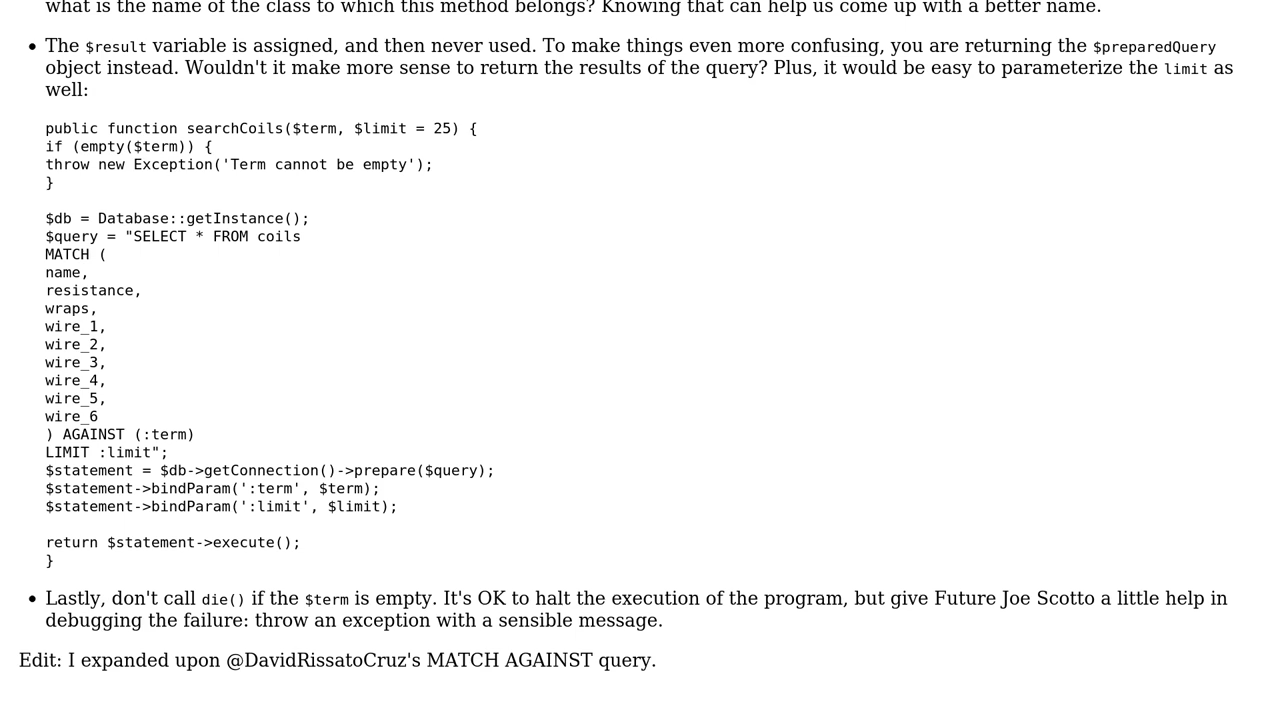 what is the name of the class to which this method belongs? Knowing that can help us come up with a better name.
• The $result variable is assigned, and then never used. To make things even more confusing, you are returning the $preparedQuery
object instead. Wouldn't it make more sense to return the results of the query? Plus, it would be easy to parameterize the limit as
well:
public function searchCoils($term, $limit = 25) {
if (empty($term)) {
throw new Exception('Term cannot be empty');
}
$db = Database::getInstance();
$query = "SELECT * FROM coils
MATCH (
name,
resistance,
wraps,
wire_1,
wire_2,
wire_3,
wire_4,
wire_5,
wire_6
) AGAINST (:term)
LIMIT :limit";
$statement = $db->getConnection()->prepare($query);
$statement->bindParam(':term', $term);
$statement->bindParam(':limit', $limit);
return $statement->execute();
}
• Lastly, don't call die() if the $term is empty. It's OK to halt the execution of the program, but give Future Joe Scotto a little help in
debugging the failure: throw an exception with a sensible message.
Edit: I expanded upon @DavidRissatoCruz's MATCH AGAINST query.